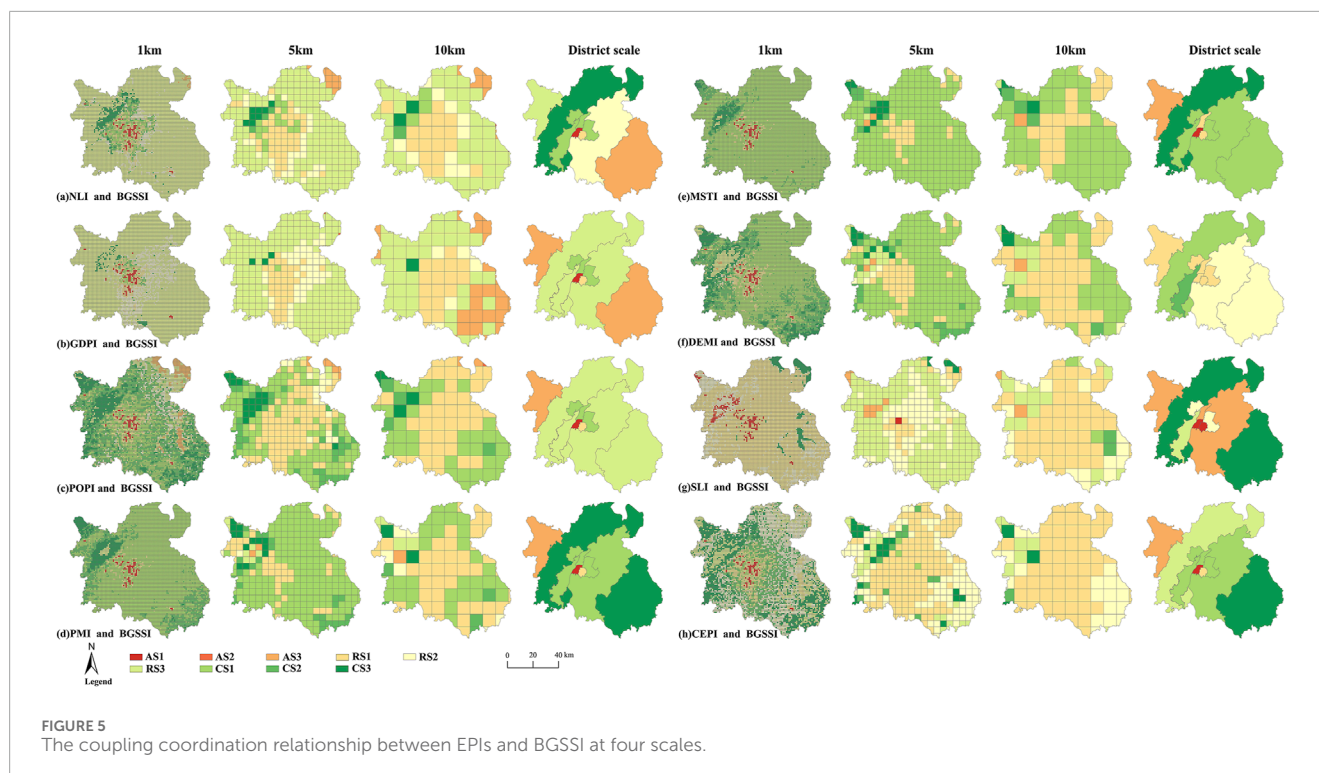 1km 5km 10km District scale 1km 5km 10km District scale
(a)NLI and BGSSI (e)MSTI and BGSSI
(b)GDPI and BGSSI (f)DEMI and BGSSI
(c)POPI and BGSSI (g)SLI and BGSSI
(d)PMI and BGSSI (h)CEPI and BGSSI
N
Legend
AS1 AS2 AS3 RS1 RS2
RS3 CS1 CS2 CS3
0 20 40 km
FIGURE 5
The coupling coordination relationship between EPIs and BGSSI at four scales.